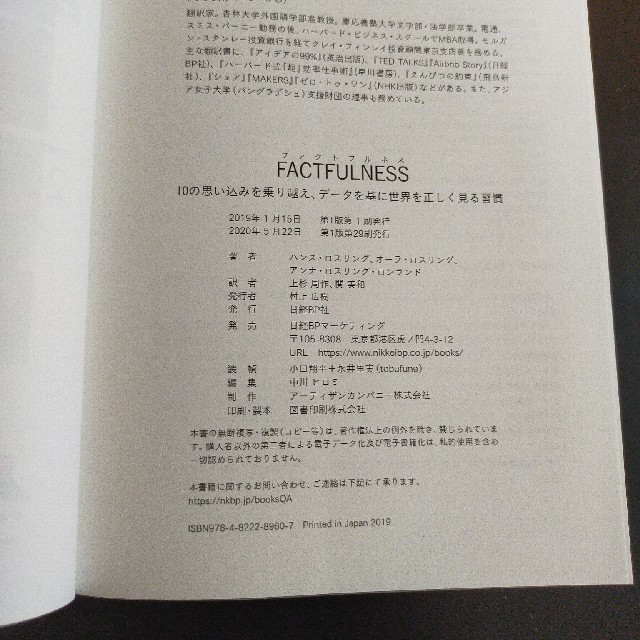 翻訳家。杏林大学外国語学部准教授。慶応義塾大学文学部・法学部卒業。電通、
スミス・バーニー勤務の後、ハーバード・ビジネス・スクールでMBA取得。モルガ
ン・スタンレー投資銀行を経てクレイ・フィンレイ投資顧問東京支店長を務める。
主な翻訳書に、『アイデアの99%』(英治出版)、『TED TALKS』『Airbnb Story』(日経
BP社)、『ハーバード式「超」効率仕事術』(早川書房)、『えんぴつの約束』(飛鳥新
社)、『シェア』『MAKERS』『ゼロ・トゥ・ワン』(NHK出版)などがある。また、アジ
ア女子大学(バングラデシュ)支援財団の理事も務めている。
ファクトフルネス
FACTFULNESS
10の思い込みを乗り越え、データを基に世界を正しく見る習慣
2019年1月15日 第1版第1刷発行
2020年5月22日 第1版第29刷発行
著者 ハンス・ロスリング、オーラ・ロスリング、
アンナ・ロスリング・ロンランド
訳者 上杉 周作、関 美和
発行者 村上 広樹
発行 日経BP社
発売 日経BPマーケティング
〒105-8308 東京都港区虎ノ門4-3-12
URL https://www.nikkeibp.co.jp/books/
装幀 小口翔平+永井里実(tobufune)
編集 中川 ヒロミ
制作 アーティザンカンパニー株式会社
印刷・製本 図書印刷株式会社
本書の無断複写・複製(コピー等)は、著作権法上の例外を除き、禁じられていま
す。購入者以外の第三者による電子データ化及び電子書籍化は、私的使用を含め
一切認められておりません。
本書籍に関するお問い合わせ、ご連絡は下記にて承ります。
https://nkbp.jp/booksQA
ISBN978-4-8222-8960-7 Printed in Japan 2019